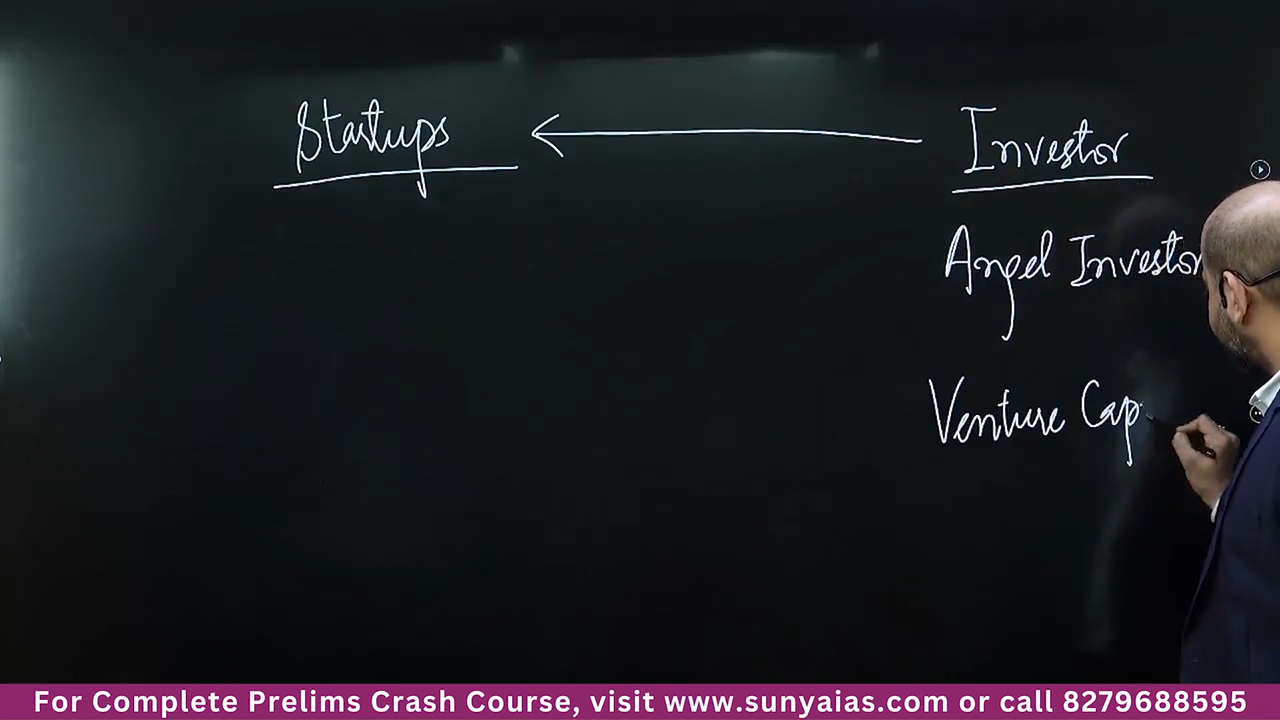 Startups
Investor
Angel Investor
Venture Cap
For Complete Prelims Crash Course, visit www.sunyaias.com or call 8279688595